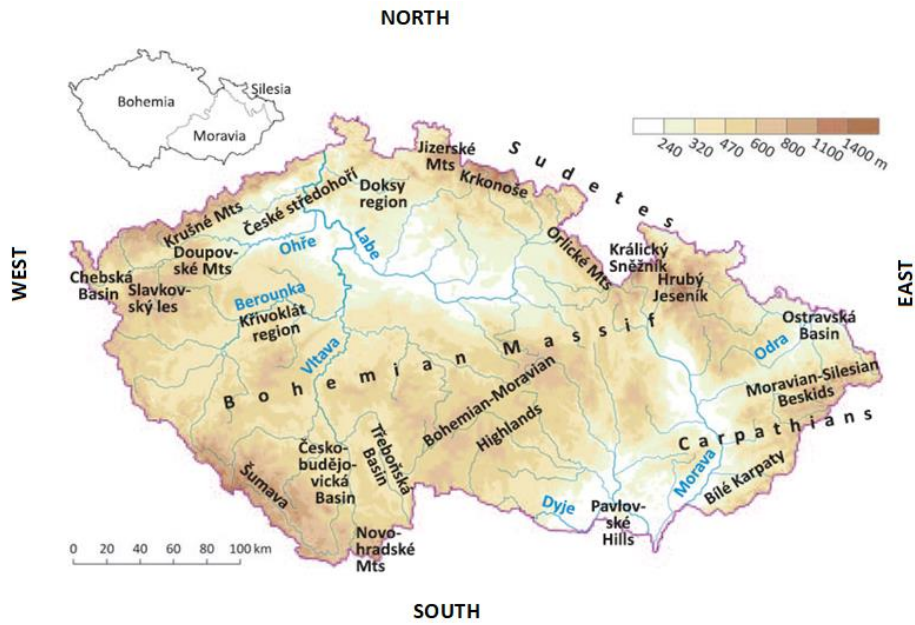 NORTH
Bohemia
Silesia
Moravia
240
320
470
600
800
1100
1400 m
Sudetes
Jizerské
Mts
Krkonoše
Doksy
region
České středohoří
Krušné Mts
Labe
Ohře
Orlické Mts
Králický
Sněžník
Hrubý
Jeseník
WEST
EAST
Chebská
Basin
Doupov-
ské Mts
Slavkov-
ský les
Berounka
Křivoklát
region
Vltava
Ostravská
Basin
Odra
Bohemian Massif
Moravian-Silesian
Beskids
Bohemian-Moravian
Highlands
Carpathians
Česko-
budějo-
vická
Basin
Třeboňská
Basin
Šumava
Morava
Bílé Karpaty
Dyje
Pavlov-
ské
Hills
Novo-
hradské
Mts
0 20 40 60 80 100 km
SOUTH